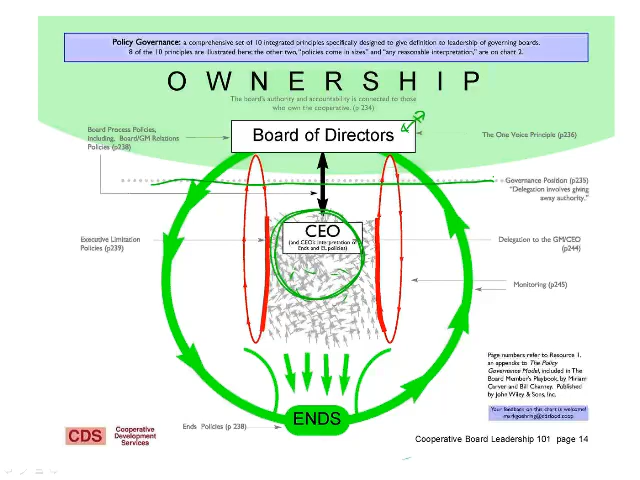 Policy Governance: a comprehensive set of 10 integrated principles specifically designed to give definition to leadership of governing boards.
8 of the 10 principles are illustrated here; the other two, "policies come in sizes" and "any reasonable interpretation," are on chart 2.
OWNERSHIP
The board's authority and accountability is connected to those
who own the cooperative. (p 234)
Board Process Policies,
including, Board/GM Relations
Policies (p238)
Board of Directors
The One Voice Principle (p236)
Governance Position (p235)
"Delegation involves giving
away authority."
CEO
(and CEO's interpretation of
Ends and EL policies)
Executive Limitation
Policies (p239)
Delegation to the GM/CEO
(p244)
Monitoring (p245)
Page numbers refer to Resource 1,
an appendix to The Policy
Governance Model, included in The
Board Member's Playbook, by Miriam
Carver and Bill Charney. Published
by John Wiley & Sons, Inc.
Your feedback on this chart is welcome!
ENDS
Ends Policies (p 238)
CDS
Cooperative
Development
Services
Cooperative Board Leadership 101 page 14